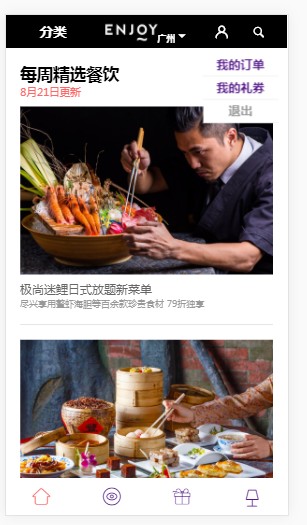 分类 ENJOY 广州
我的订单
我的礼券
退出
每周精选餐饮
8月21日更新
极尚迷鲤日式放题新菜单
尽兴享用鳌虾海胆等百余款珍贵食材 79折独享